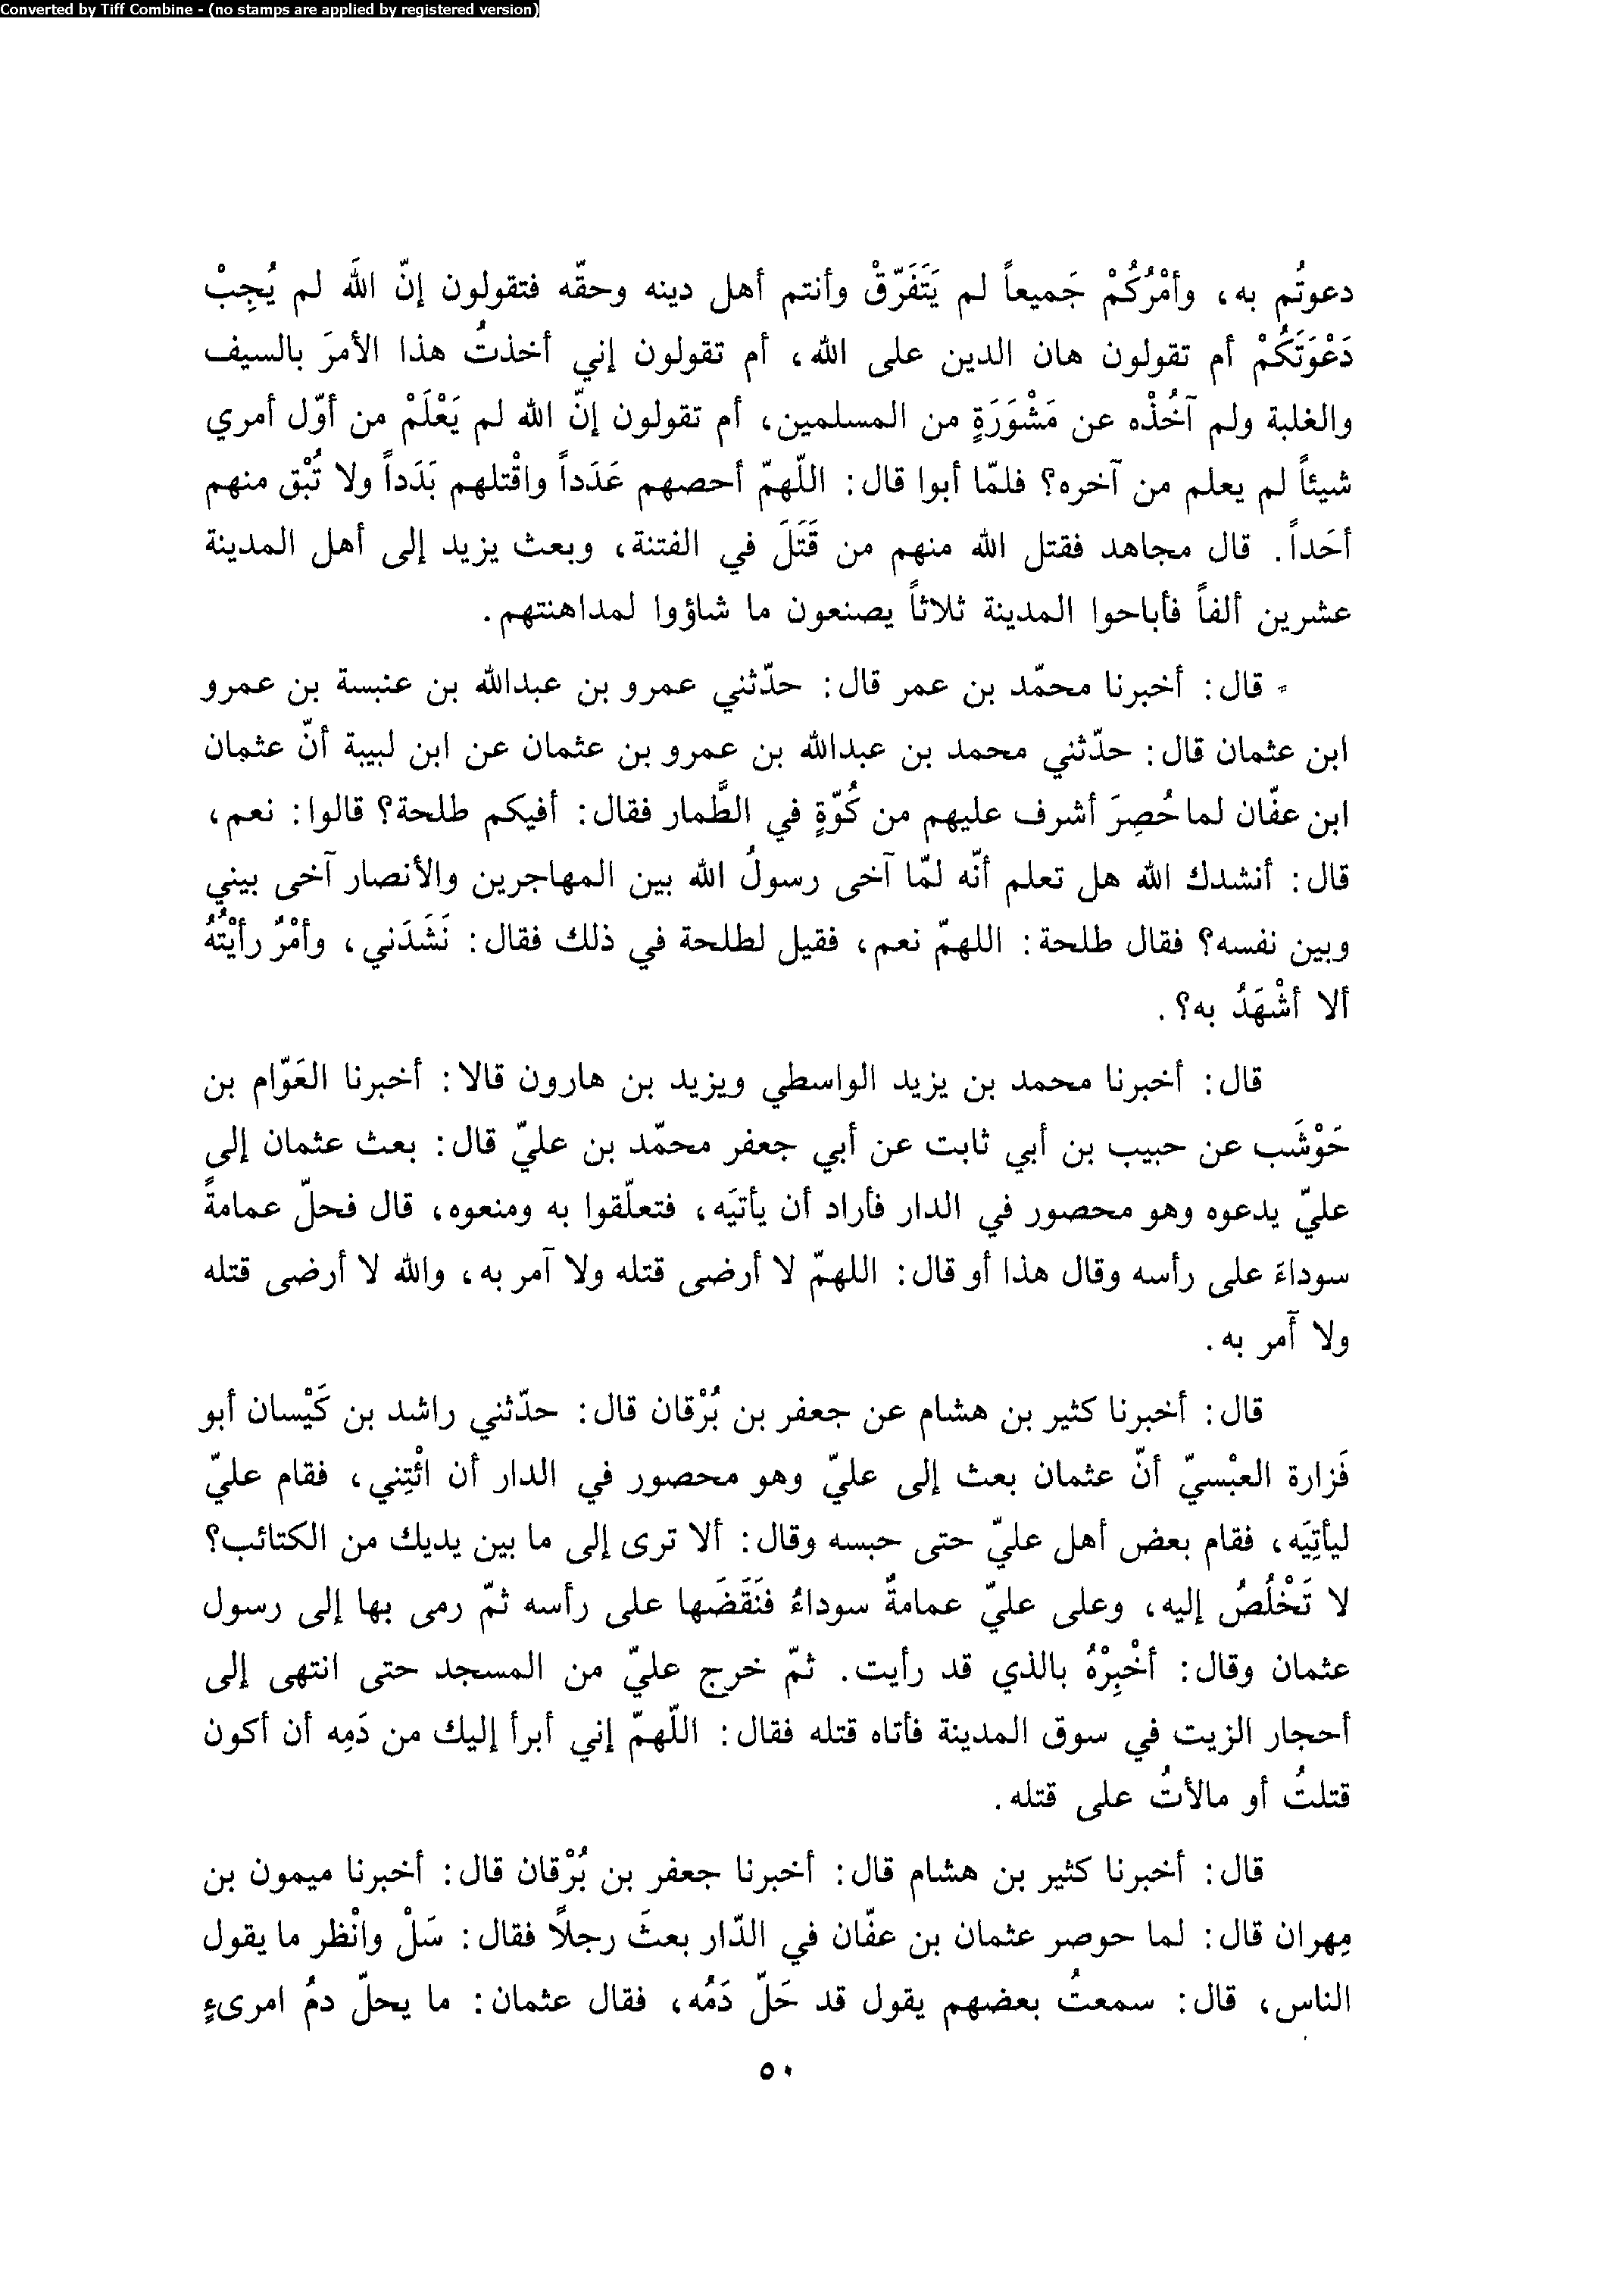 Converted by Tiff Combine - (no stamps are applied by registered version)
دعوتُم به، وأمْرُكُمْ جَميعاً لم يَتَفَرّقْ وأنتم أهل دينه وحقّه فتقولون إنّ اللَه لم يُجِبْ
دَعْوَتَكُمْ أم تقولون هان الدين على الله، أم تقولون إني أخذتُ هذا الأمرَ بالسيف
والغلبة ولم آخُذْه عن مَشْوَرَةٍ من المسلمين، أم تقولون إنّ الله لم يَعْلَمْ من أوّل أمري
شيئاً لم يعلم من آخره؟ فلمّا أبوا قال: اللّهمّ أحصهم عَدَداً واقْتلهم بَدَداً ولا تُبْق منهم
أحَداً. قال مجاهد فقتل الله منهم من قَتَلَ في الفتنة، وبعث يزيد إلى أهل المدينة
عشرين ألفاً فأباحوا المدينة ثلاثاً يصنعون ما شاؤوا لمداهنتهم.
* قال: أخبرنا محمّد بن عمر قال: حدّثني عمرو بن عبدالله بن عنبسة بن عمرو
ابن عثمان قال: حدّثني محمد بن عبدالله بن عمرو بن عثمان عن ابن لبيبة أنّ عثمان
ابن عفّان لما حُصِرَ أشرف عليهم من كُوّةٍ في الطَّمار فقال: أفيكم طلحة؟ قالوا: نعم،
قال: أنشدك الله هل تعلم أنّه لمّا آخى رسولُ الله بين المهاجرين والأنصار آخى بيني
وبين نفسه؟ فقال طلحة: اللهمّ نعم، فقيل لطلحة في ذلك فقال: نَشَدَني، وأمْرٌ رأيْتُهُ
ألا أشْهَدُ به؟.
قال: أخبرنا محمد بن يزيد الواسطي ويزيد بن هارون قالا: أخبرنا العَوّام بن
حَوْشَب عن حبيب بن أبي ثابت عن أبي جعفر محمّد بن عليّ قال: بعث عثمان إلى
عليّ يدعوه وهو محصور في الدار فأراد أن يأتيَه، فتعلّقوا به ومنعوه، قال فحلّ عمامةً
سوداءَ على رأسه وقال هذا أو قال: اللهمّ لا أرضى قتله ولا آمر به، والله لا أرضى قتله
ولا آمر به.
قال: أخبرنا كثير بن هشام عن جعفر بن بُرْقان قال: حدّثني راشد بن كَيْسان أبو
فَزارة العبْسيّ أنّ عثمان بعث إلى عليّ وهو محصور في الدار أن ائْتِني، فقام عليّ
ليأتِيَه، فقام بعض أهل عليّ حتى حبسه وقال: ألا ترى إلى ما بين يديك من الكتائب؟
لا تَخْلُصُ إليه، وعلى عليّ عمامةٌ سوداءُ فنَقَضَها على رأسه ثمّ رمى بها إلى رسول
عثمان وقال: أخْبِرْهُ بالذي قد رأيت. ثمّ خرج عليّ من المسجد حتى انتهى إلى
أحجار الزيت في سوق المدينة فأتاه قتله فقال: اللّهمّ إني أبرأ إليك من دَمِه أن أكون
قتلتُ أو مالأتُ على قتله.
قال: أخبرنا كثير بن هشام قال: أخبرنا جعفر بن بُرْقان قال: أخبرنا ميمون بن
مِهران قال: لما حوصر عثمان بن عفّان في الدّار بعثَ رجلاً فقال: سَلْ وانْظر ما يقول
الناس، قال: سمعتُ بعضهم يقول قد حَلّ دَمُه، فقال عثمان: ما يحلّ دمُ امرىءٍ
٥٠